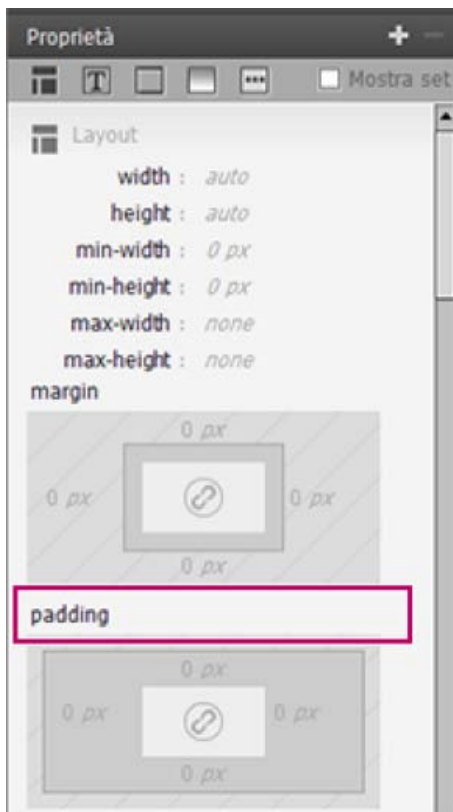 Proprietà
T Mostra set
Layout
width : auto
height : auto
min-width : 0 px
min-height : 0 px
max-width : none
max-height : none
margin
0 px
0 px 0 px
0 px
padding
0 px
0 px 0 px
0 px